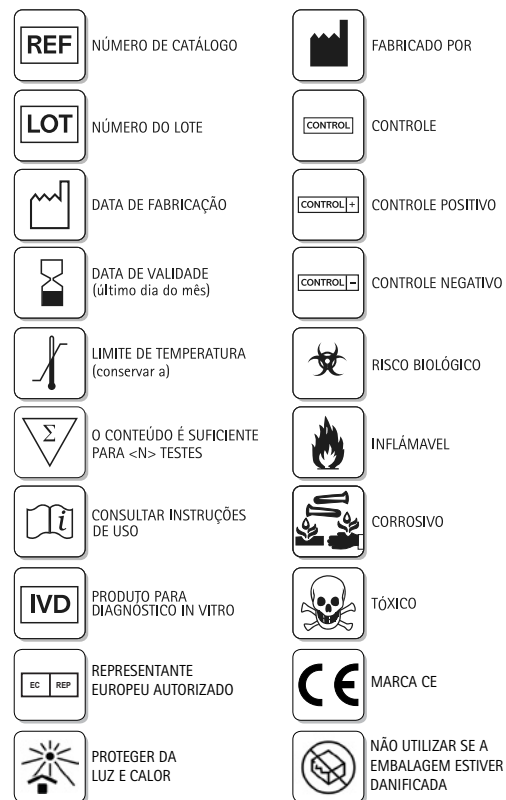 REF
NÚMERO DE CATÁLOGO
LOT
NÚMERO DO LOTE
DATA DE FABRICAÇÃO
DATA DE VALIDADE
(último dia do mês)
LIMITE DE TEMPERATURA
(conservar a)
Σ
O CONTEÚDO É SUFICIENTE
PARA <N> TESTES
i
CONSULTAR INSTRUÇÕES
DE USO
IVD
PRODUTO PARA
DIAGNÓSTICO IN VITRO
EC REP
REPRESENTANTE
EUROPEU AUTORIZADO
PROTEGER DA
LUZ E CALOR
FABRICADO POR
CONTROL
CONTROLE
CONTROL +
CONTROLE POSITIVO
CONTROL -
CONTROLE NEGATIVO
RISCO BIOLÓGICO
INFLÁMAVEL
CORROSIVO
TÓXICO
CE
MARCA CE
NÃO UTILIZAR SE A
EMBALAGEM ESTIVER
DANIFICADA